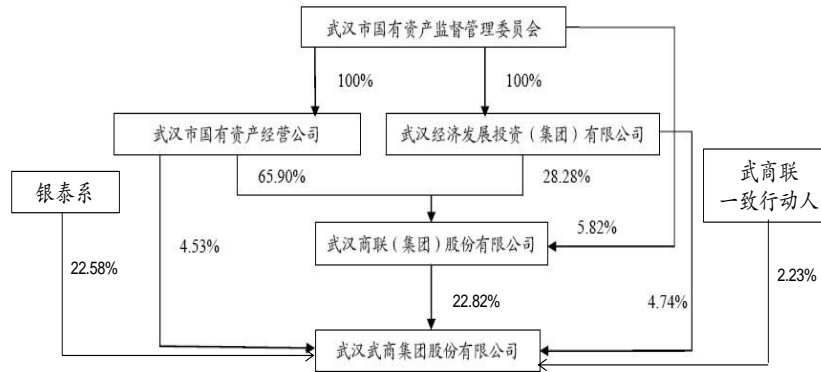 武汉市国有资产监督管理委员会
100%
100%
武汉市国有资产经营公司
武汉经济发展投资（集团）有限公司
65.90%
28.28%
银泰系
武商联
一致行动人
4.53%
武汉商联（集团）股份有限公司
5.82%
22.58%
22.82%
4.74%
2.23%
武汉武商集团股份有限公司